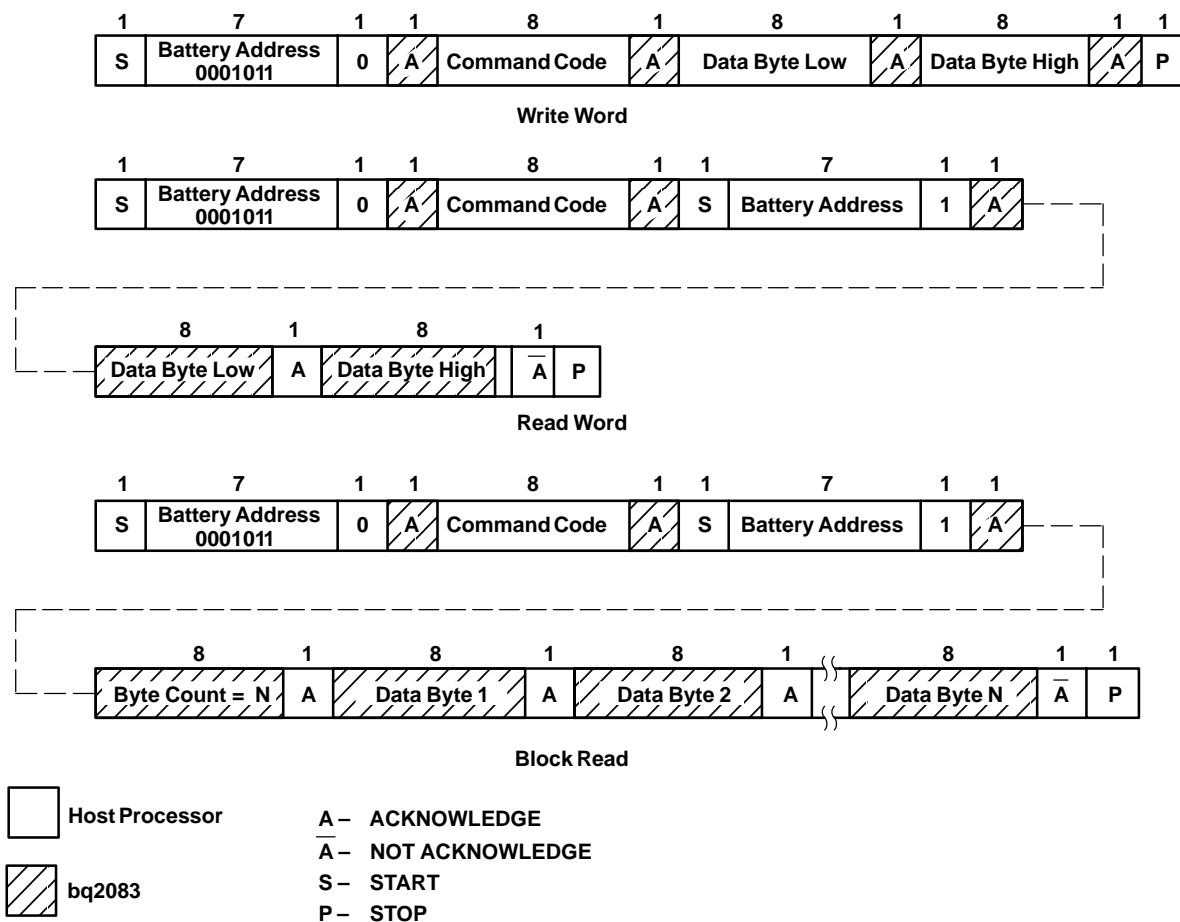 1 7 1 1 8 1 8 1 8 1 1
S Battery Address 0001011 0 A Command Code A Data Byte Low A Data Byte High A P
Write Word
1 7 1 1 8 1 1 7 1 1
S Battery Address 0001011 0 A Command Code A S Battery Address 1 A
8 1 8 1
Data Byte Low A Data Byte High A̅ P
Read Word
1 7 1 1 8 1 1 7 1 1
S Battery Address 0001011 0 A Command Code A S Battery Address 1 A
8 1 8 1 8 1 8 1 1
Byte Count = N A Data Byte 1 A Data Byte 2 A Data Byte N A̅ P
Block Read
Host Processor
bq2083
A – ACKNOWLEDGE
A̅ – NOT ACKNOWLEDGE
S – START
P – STOP